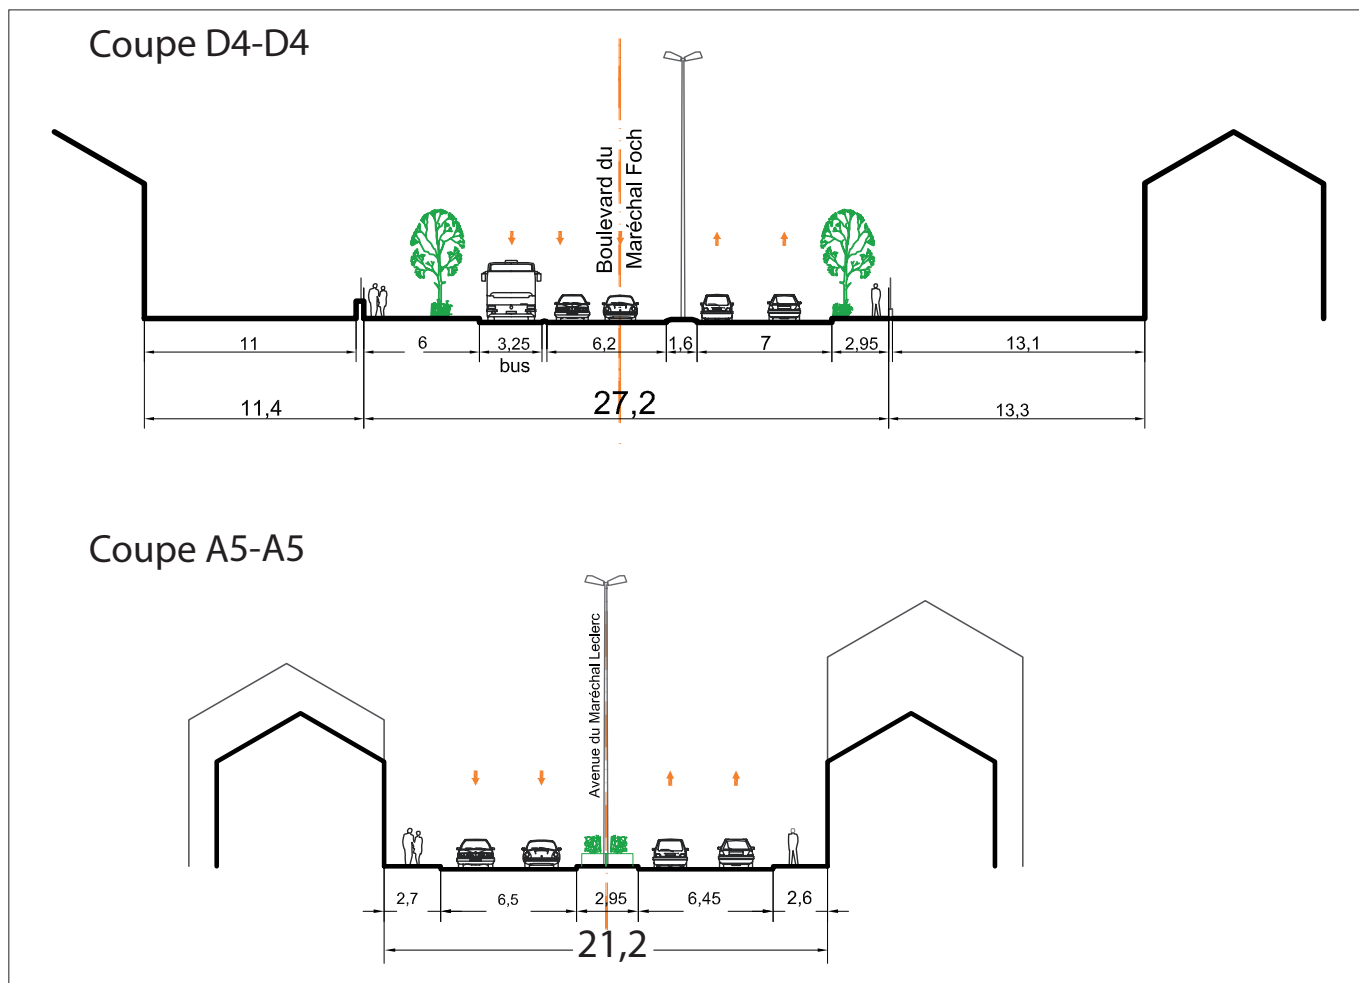 Coupe D4-D4
Boulevard du
Maréchal Foch
11
6
3,25
6,2
1,6
7
2,95
13,1
bus
11,4
27,2
13,3
Coupe A5-A5
Avenue du Maréchal Leclerc
2,7
6,5
2,95
6,45
2,6
21,2